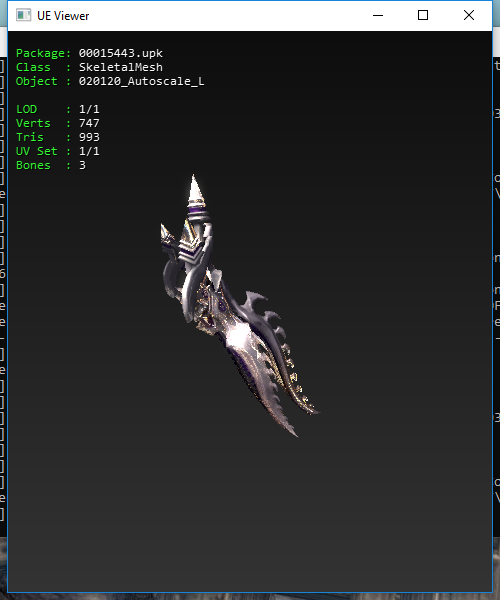 UE Viewer
Package: 00015443.upk
Class : SkeletalMesh
Object : 020120_Autoscale_L
LOD : 1/1
Verts : 747
Tris : 993
UV Set : 1/1
Bones : 3